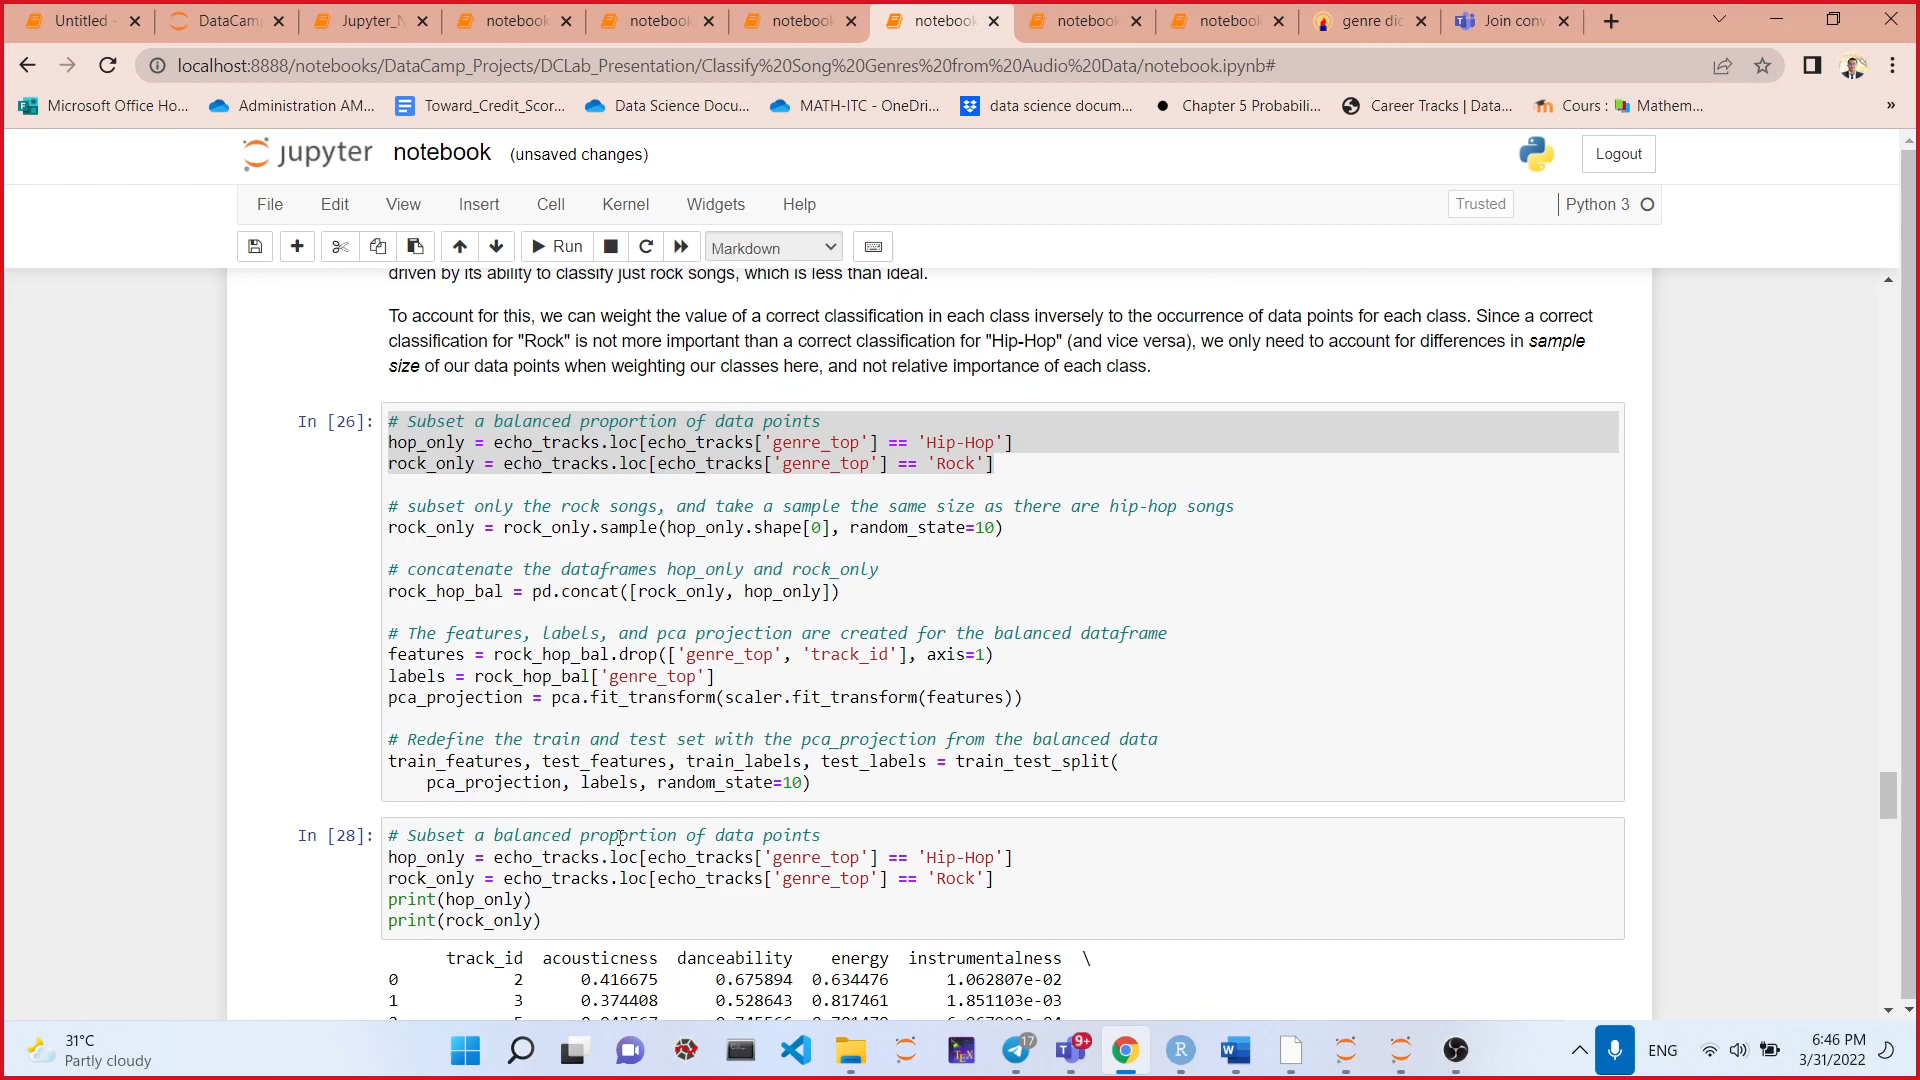 Untitled
DataCam
Jupyter_N
notebook
notebook
notebook
notebook
notebook
notebook
genre dic
Join conv
localhost:8888/notebooks/DataCamp_Projects/DCLab_Presentation/Classify%20Song%20Genres%20from%20Audio%20Data/notebook.ipynb#
Microsoft Office Ho...
Administration AM...
Toward_Credit_Scor...
Data Science Docu...
MATH-ITC - OneDri...
data science docum...
Chapter 5 Probabili...
Career Tracks | Data...
Cours : Mathem...
»
jupyter notebook (unsaved changes)
Logout
File Edit View Insert Cell Kernel Widgets Help
Trusted
Python 3
Run
Markdown
driven by its ability to classify just rock songs, which is less than ideal.
To account for this, we can weight the value of a correct classification in each class inversely to the occurrence of data points for each class. Since a correct
classification for "Rock" is not more important than a correct classification for "Hip-Hop" (and vice versa), we only need to account for differences in sample
size of our data points when weighting our classes here, and not relative importance of each class.
In [26]:
# Subset a balanced proportion of data points
hop_only = echo_tracks.loc[echo_tracks['genre_top'] == 'Hip-Hop']
rock_only = echo_tracks.loc[echo_tracks['genre_top'] == 'Rock']
# subset only the rock songs, and take a sample the same size as there are hip-hop songs
rock_only = rock_only.sample(hop_only.shape[0], random_state=10)
# concatenate the dataframes hop_only and rock_only
rock_hop_bal = pd.concat([rock_only, hop_only])
# The features, labels, and pca projection are created for the balanced dataframe
features = rock_hop_bal.drop(['genre_top', 'track_id'], axis=1)
labels = rock_hop_bal['genre_top']
pca_projection = pca.fit_transform(scaler.fit_transform(features))
# Redefine the train and test set with the pca_projection from the balanced data
train_features, test_features, train_labels, test_labels = train_test_split(
pca_projection, labels, random_state=10)
In [28]:
# Subset a balanced proportion of data points
hop_only = echo_tracks.loc[echo_tracks['genre_top'] == 'Hip-Hop']
rock_only = echo_tracks.loc[echo_tracks['genre_top'] == 'Rock']
print(hop_only)
print(rock_only)
track_id acousticness danceability energy instrumentalness \
0 2 0.416675 0.675894 0.634476 1.062807e-02
1 3 0.374408 0.528643 0.817461 1.851103e-03
31°C
Partly cloudy
17
9+
ENG
6:46 PM
3/31/2022